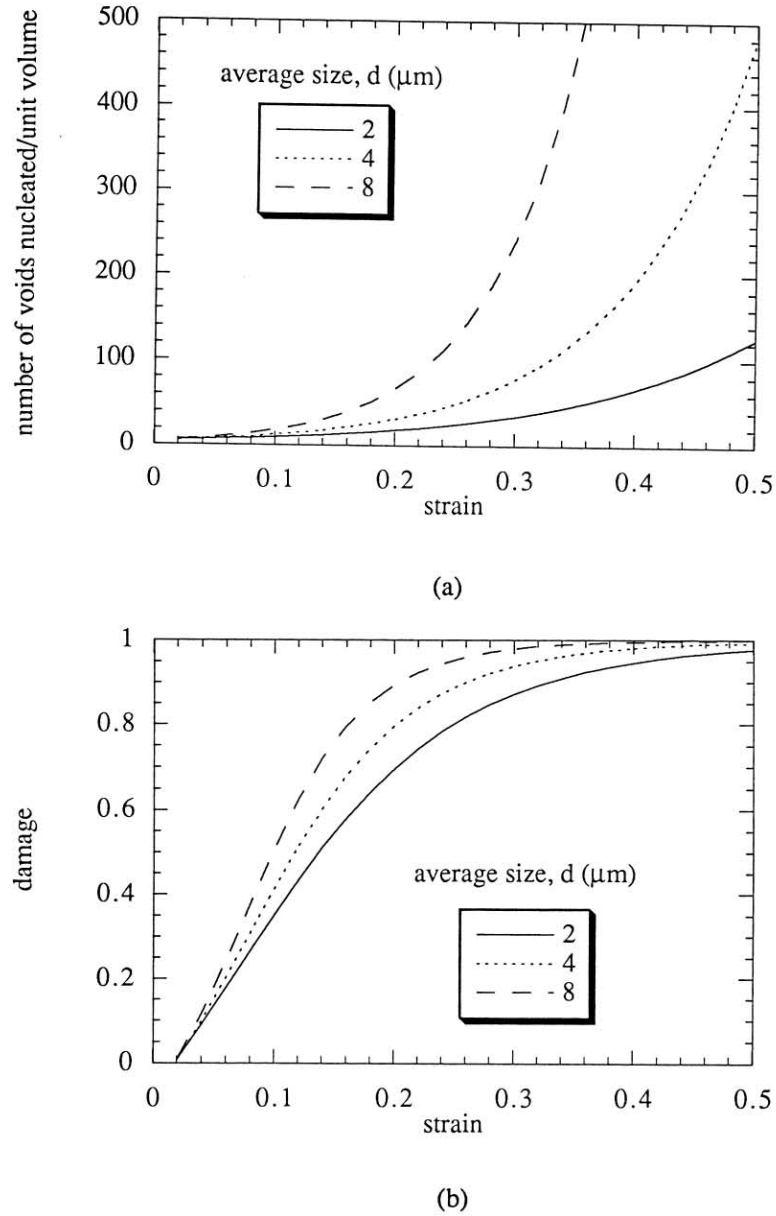 500
400
300
200
100
0
number of voids nucleated/unit volume
average size, d (μm)
2
4
8
0 0.1 0.2 0.3 0.4 0.5
strain
(a)
1
0.8
0.6
0.4
0.2
0
damage
average size, d (μm)
2
4
8
0 0.1 0.2 0.3 0.4 0.5
strain
(b)